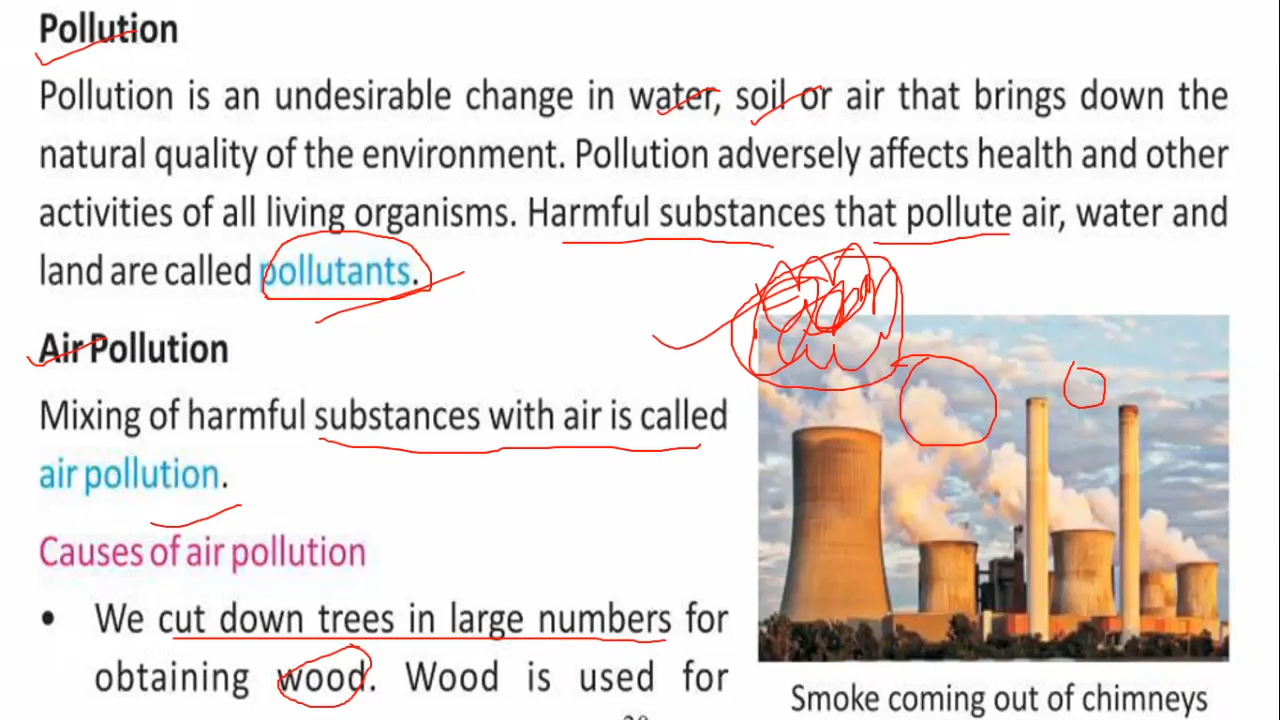 Pollution
Pollution is an undesirable change in water, soil or air that brings down the
natural quality of the environment. Pollution adversely affects health and other
activities of all living organisms. Harmful substances that pollute air, water and
land are called pollutants.
Air Pollution
Mixing of harmful substances with air is called
air pollution.
Causes of air pollution
• We cut down trees in large numbers for
obtaining wood. Wood is used for
Smoke coming out of chimneys